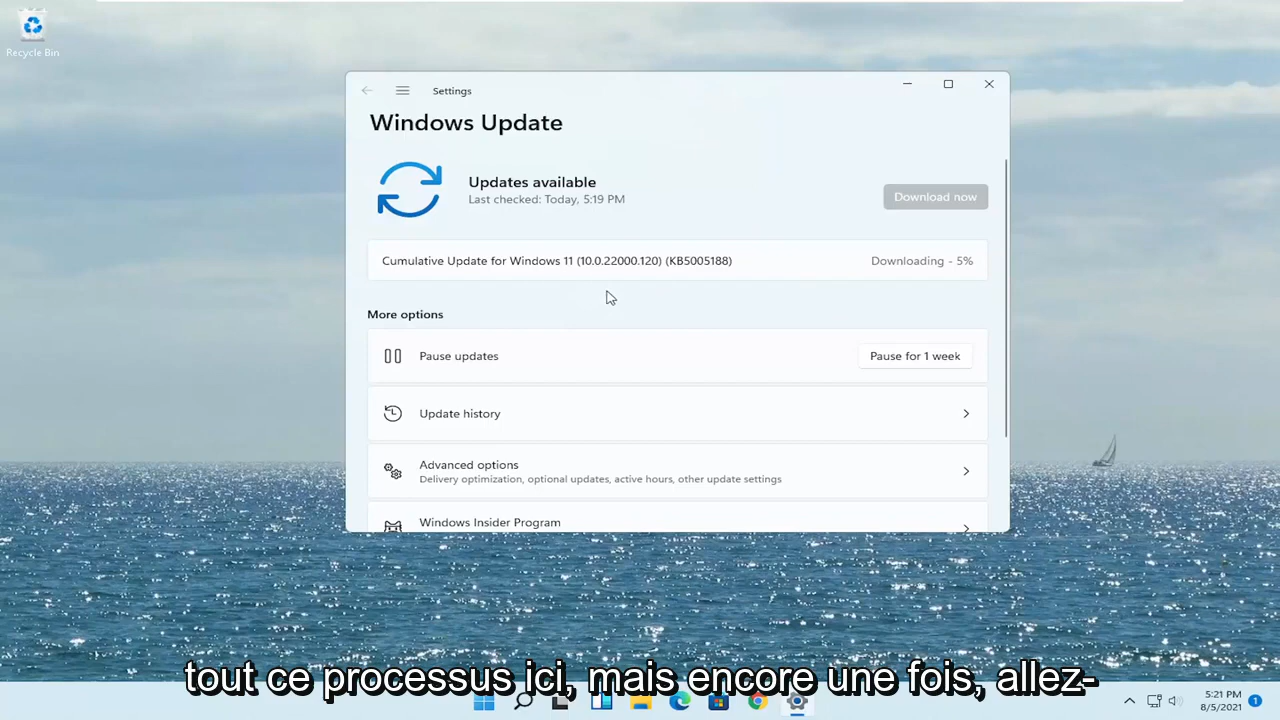 Recycle Bin
Settings
Windows Update
Updates available
Last checked: Today, 5:19 PM
Download now
Cumulative Update for Windows 11 (10.0.22000.120) (KB5005188)
Downloading - 5%
More options
Pause updates
Pause for 1 week
Update history
Advanced options
Delivery optimization, optional updates, active hours, other update settings
Windows Insider Program
tout ce processus ici, mais encore une fois, allez-
5:21 PM
8/5/2021
1